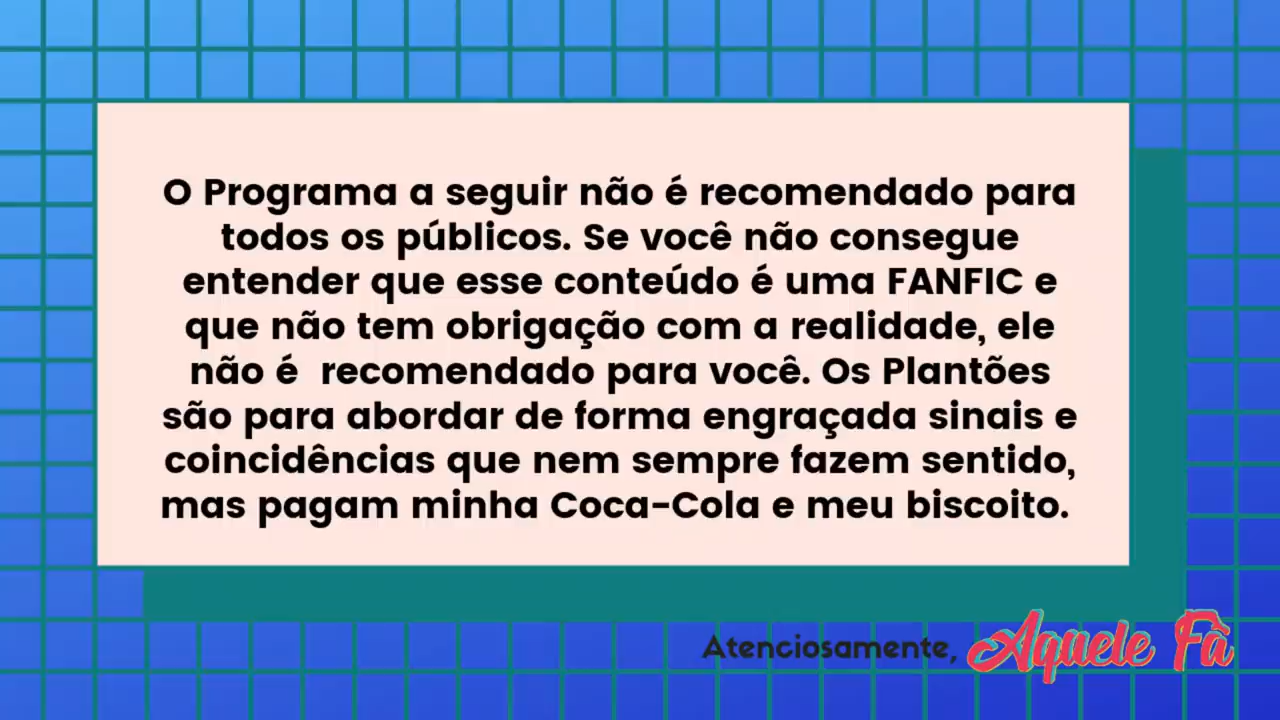 O Programa a seguir não é recomendado para
todos os públicos. Se você não consegue
entender que esse conteúdo é uma FANFIC e
que não tem obrigação com a realidade, ele
não é  recomendado para você. Os Plantões
são para abordar de forma engraçada sinais e
coincidências que nem sempre fazem sentido,
mas pagam minha Coca-Cola e meu biscoito.
Atenciosamente, Aquele Fã